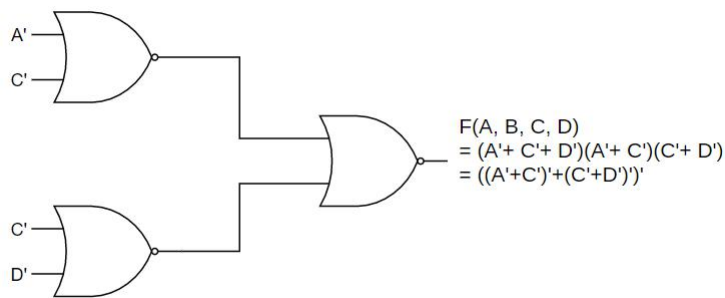 A'
C'
C'
D'
F(A, B, C, D)
= (A'+ C'+ D')(A'+ C')(C'+ D')
= ((A'+C')'+(C'+D')')'